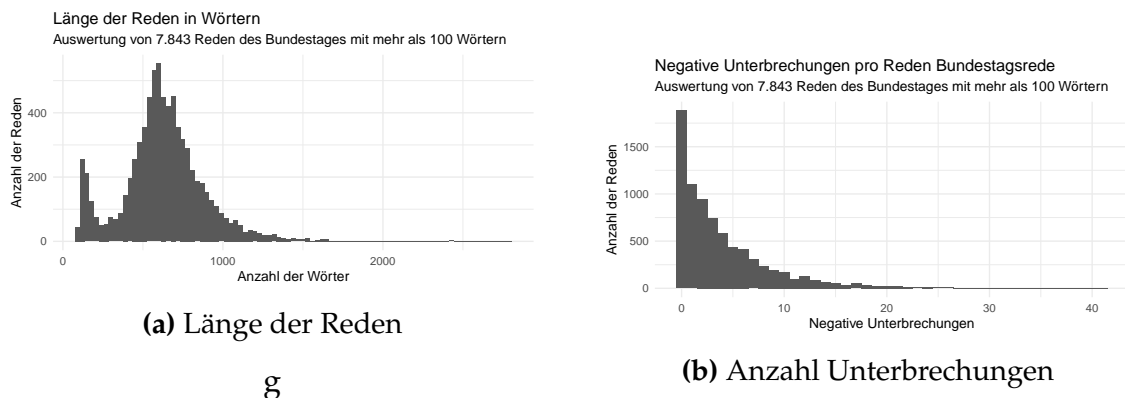 Länge der Reden in Wörtern
Auswertung von 7.843 Reden des Bundestages mit mehr als 100 Wörtern
Anzahl der Reden
400
200
0
0 1000 2000
Anzahl der Wörter
(a) Länge der Reden
g
Negative Unterbrechungen pro Reden Bundestagsrede
Auswertung von 7.843 Reden des Bundestages mit mehr als 100 Wörtern
Anzahl der Reden
1500
1000
500
0
0 10 20 30 40
Negative Unterbrechungen
(b) Anzahl Unterbrechungen